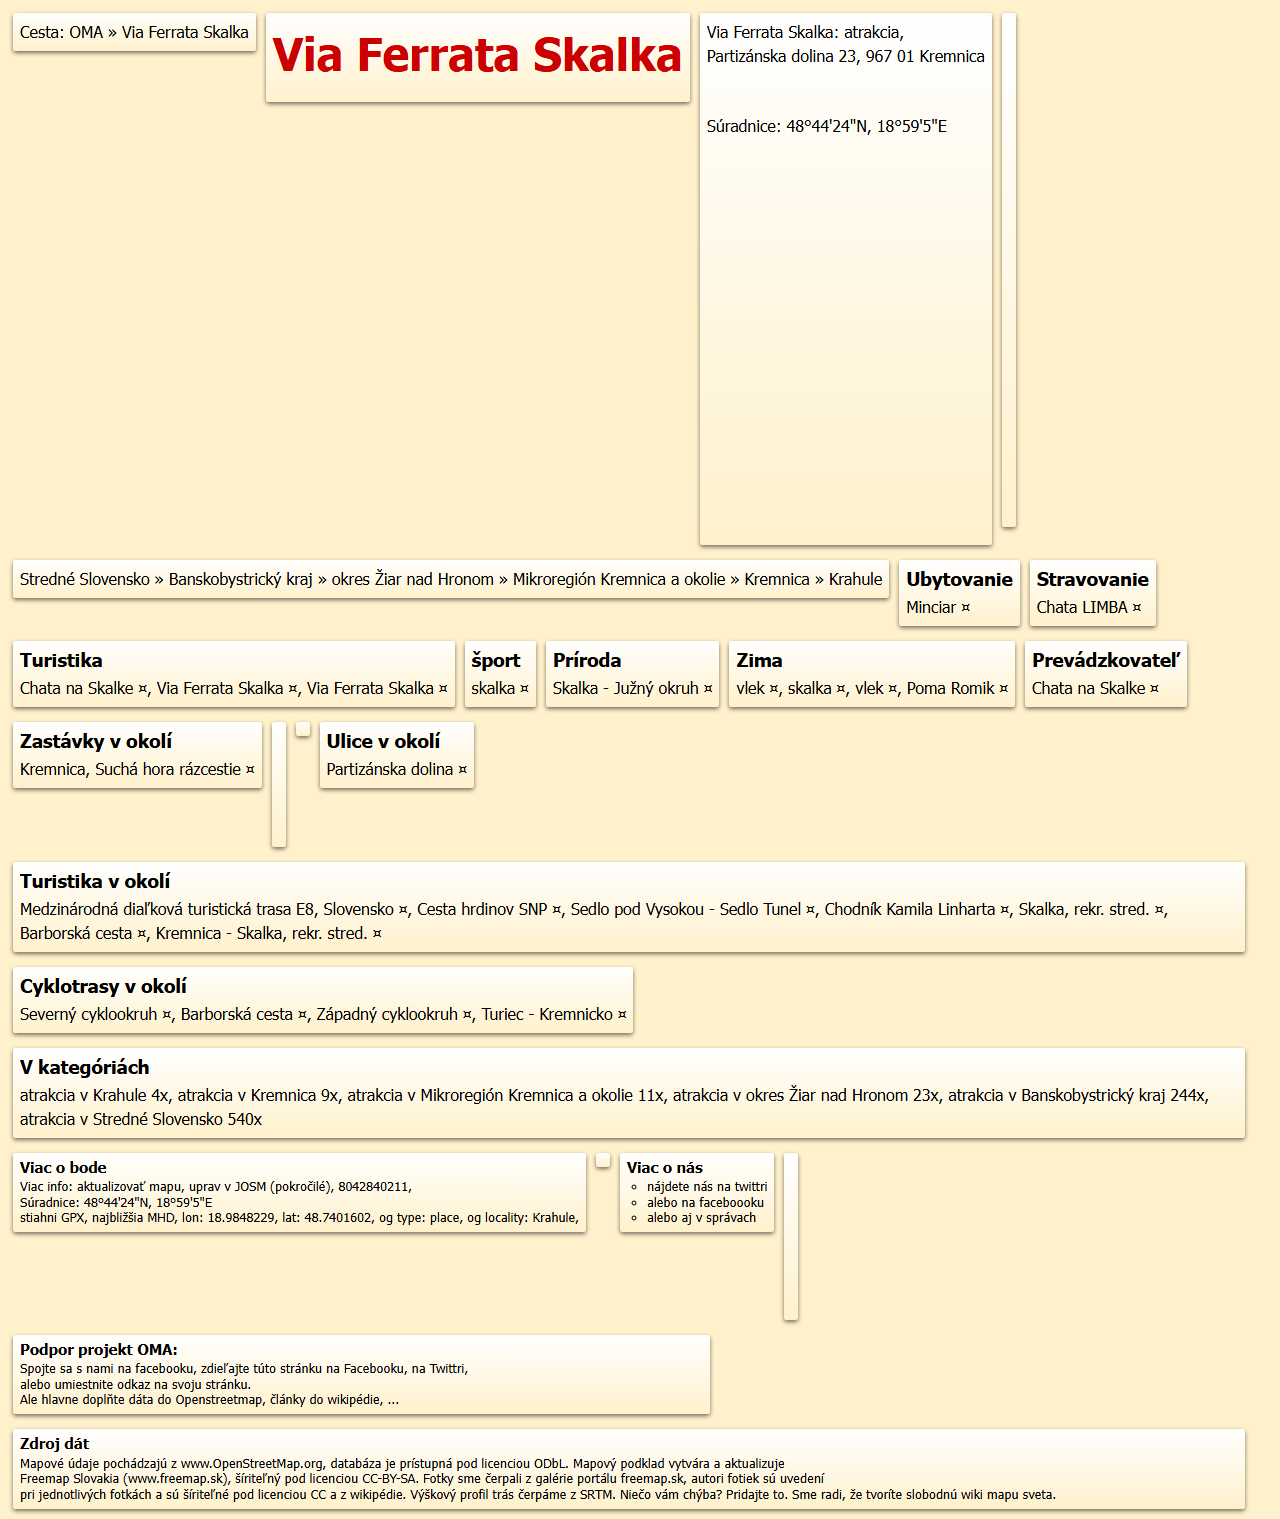 Cesta: OMA » Via Ferrata Skalka
Via Ferrata Skalka
Via Ferrata Skalka: atrakcia,
Partizánska dolina 23, 967 01 Kremnica
Súradnice: 48°44'24"N, 18°59'5"E
Stredné Slovensko » Banskobystrický kraj » okres Žiar nad Hronom » Mikroregión Kremnica a okolie » Kremnica » Krahule
Ubytovanie
Minciar ¤
Stravovanie
Chata LIMBA ¤
Turistika
Chata na Skalke ¤, Via Ferrata Skalka ¤, Via Ferrata Skalka ¤
šport
skalka ¤
Príroda
Skalka - Južný okruh ¤
Zima
vlek ¤, skalka ¤, vlek ¤, Poma Romik ¤
Prevádzkovateľ
Chata na Skalke ¤
Zastávky v okolí
Kremnica, Suchá hora rázcestie ¤
Ulice v okolí
Partizánska dolina ¤
Turistika v okolí
Medzinárodná diaľková turistická trasa E8, Slovensko ¤, Cesta hrdinov SNP ¤, Sedlo pod Vysokou - Sedlo Tunel ¤, Chodník Kamila Linharta ¤, Skalka, rekr. stred. ¤,
Barborská cesta ¤, Kremnica - Skalka, rekr. stred. ¤
Cyklotrasy v okolí
Severný cyklookruh ¤, Barborská cesta ¤, Západný cyklookruh ¤, Turiec - Kremnicko ¤
V kategóriách
atrakcia v Krahule 4x, atrakcia v Kremnica 9x, atrakcia v Mikroregión Kremnica a okolie 11x, atrakcia v okres Žiar nad Hronom 23x, atrakcia v Banskobystrický kraj 244x,
atrakcia v Stredné Slovensko 540x
Viac o bode
Viac info: aktualizovať mapu, uprav v JOSM (pokročilé), 8042840211,
Súradnice: 48°44'24"N, 18°59'5"E
stiahni GPX, najbližšia MHD, lon: 18.9848229, lat: 48.7401602, og type: place, og locality: Krahule,
Viac o nás
nájdete nás na twittri
alebo na faceboooku
alebo aj v správach
Podpor projekt OMA:
Spojte sa s nami na facebooku, zdieľajte túto stránku na Facebooku, na Twittri,
alebo umiestnite odkaz na svoju stránku.
Ale hlavne doplňte dáta do Openstreetmap, články do wikipédie, ...
Zdroj dát
Mapové údaje pochádzajú z www.OpenStreetMap.org, databáza je prístupná pod licenciou ODbL. Mapový podklad vytvára a aktualizuje
Freemap Slovakia (www.freemap.sk), šíriteľný pod licenciou CC-BY-SA. Fotky sme čerpali z galérie portálu freemap.sk, autori fotiek sú uvedení
pri jednotlivých fotkách a sú šíriteľné pod licenciou CC a z wikipédie. Výškový profil trás čerpáme z SRTM. Niečo vám chýba? Pridajte to. Sme radi, že tvoríte slobodnú wiki mapu sveta.